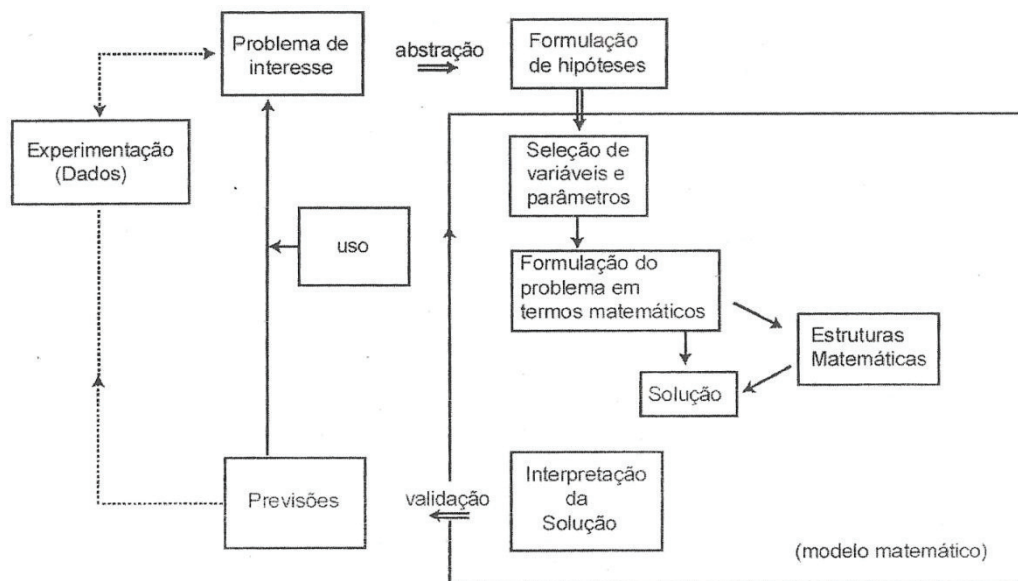 Problema de
interesse
abstração
Formulação
de hipóteses
Experimentação
(Dados)
Seleção de
variáveis e
parâmetros
uso
Formulação do
problema em
termos matemáticos
Estruturas
Matemáticas
Solução
Previsões
validação
Interpretação
da
Solução
(modelo matemático)